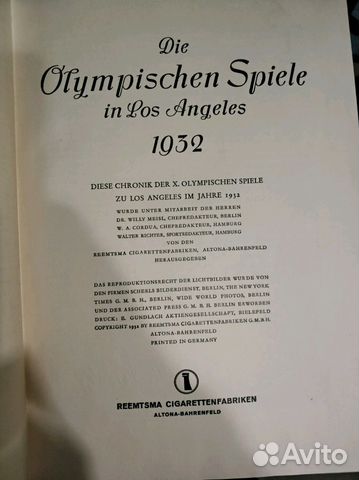 Die
Olympischen Spiele
in Los Angeles
1932
DIESE CHRONIK DER X. OLYMPISCHEN SPIELE
ZU LOS ANGELES IM JAHRE 1932
WURDE UNTER MITARBEIT DER HERREN
DR. WILLY MEISL, CHEFREDAKTEUR, BERLIN
W. A. CORDUA, CHEFREDAKTEUR, HAMBURG
WALTER RICHTER, SPORTREDAKTEUR, HAMBURG
VON DEN
REEMTSMA CIGARETTENFABRIKEN, ALTONA-BAHRENFELD
HERAUSGEGEBEN
DAS REPRODUKTIONSRECHT DER LICHTBILDER WURDE VON
DEN FIRMEN SCHERLS BILDERDIENST, BERLIN, THE NEW YORK
TIMES G. M. B. H., BERLIN, WIDE WORLD PHOTOS, BERLIN
UND DER ASSOCIATED PRESS G. M. B. H. BERLIN ERWORBEN
DRUCK: E. GUNDLACH AKTIENGESELLSCHAFT, BIELEFELD
COPYRIGHT 1932 BY REEMTSMA CIGARETTENFABRIKEN G. M. B. H.
ALTONA-BAHRENFELD
PRINTED IN GERMANY
REEMTSMA CIGARETTENFABRIKEN
ALTONA-BAHRENFELD
Avito